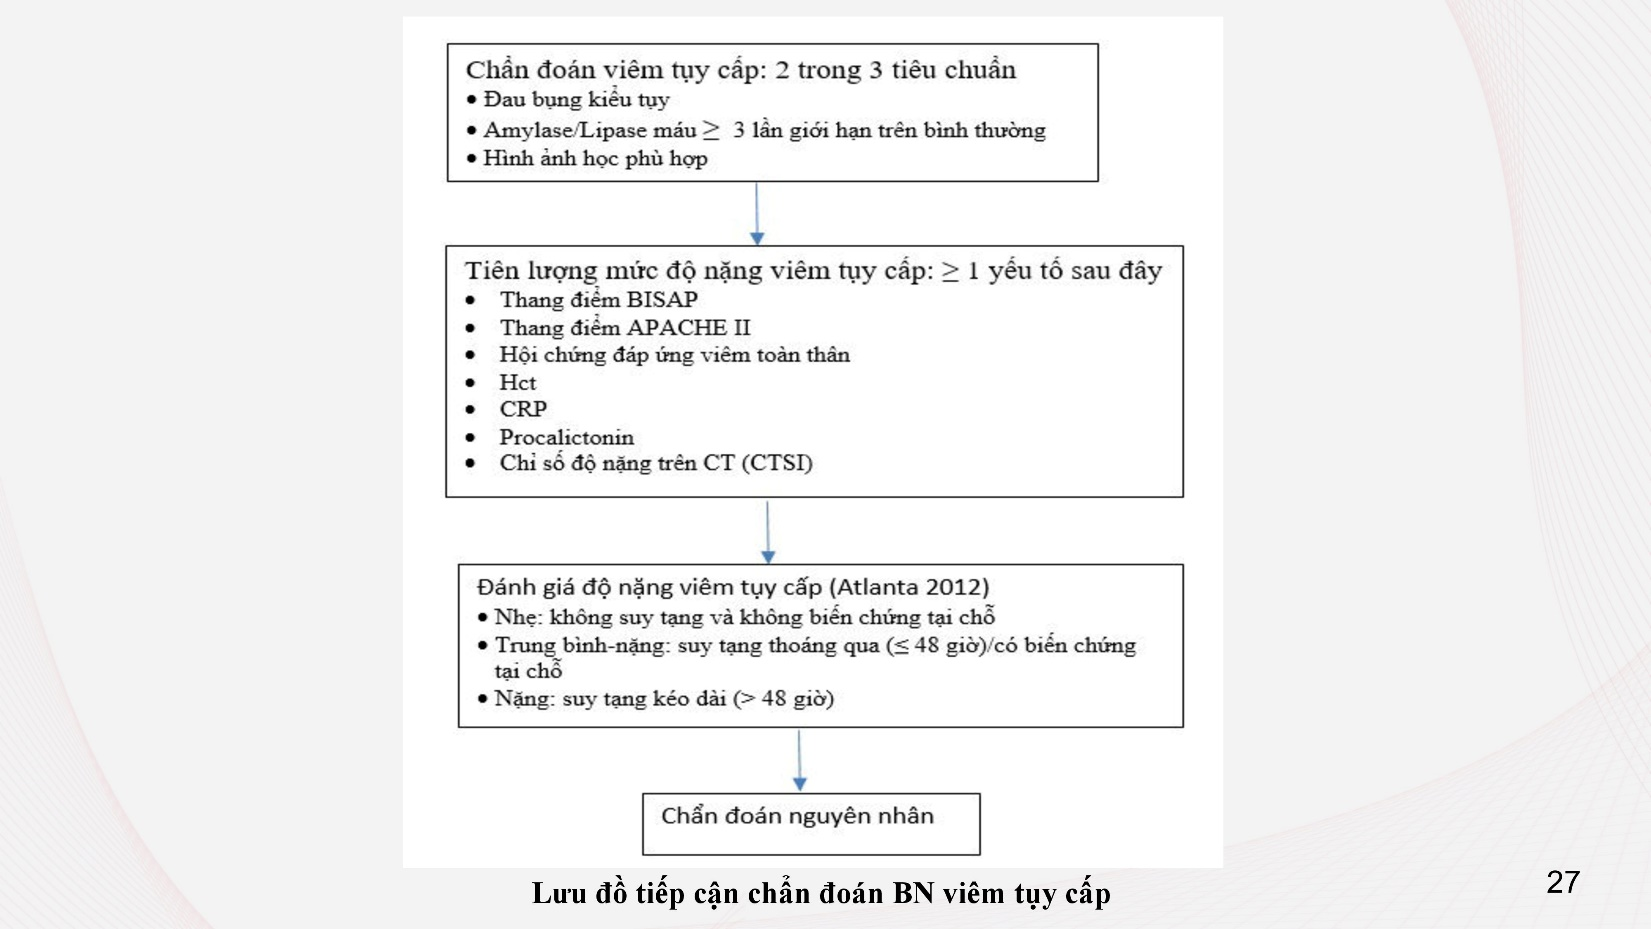 Chẩn đoán viêm tụy cấp: 2 trong 3 tiêu chuẩn
• Đau bụng kiểu tụy
• Amylase/Lipase máu ≥ 3 lần giới hạn trên bình thường
• Hình ảnh học phù hợp
Tiên lượng mức độ nặng viêm tụy cấp: ≥ 1 yếu tố sau đây
• Thang điểm BISAP
• Thang điểm APACHE II
• Hội chứng đáp ứng viêm toàn thân
• Hct
• CRP
• Procalictonin
• Chỉ số độ nặng trên CT (CTSI)
Đánh giá độ nặng viêm tụy cấp (Atlanta 2012)
• Nhẹ: không suy tạng và không biến chứng tại chỗ
• Trung bình-nặng: suy tạng thoáng qua (≤ 48 giờ)/có biến chứng
tại chỗ
• Nặng: suy tạng kéo dài (> 48 giờ)
Chẩn đoán nguyên nhân
Lưu đồ tiếp cận chẩn đoán BN viêm tụy cấp
27